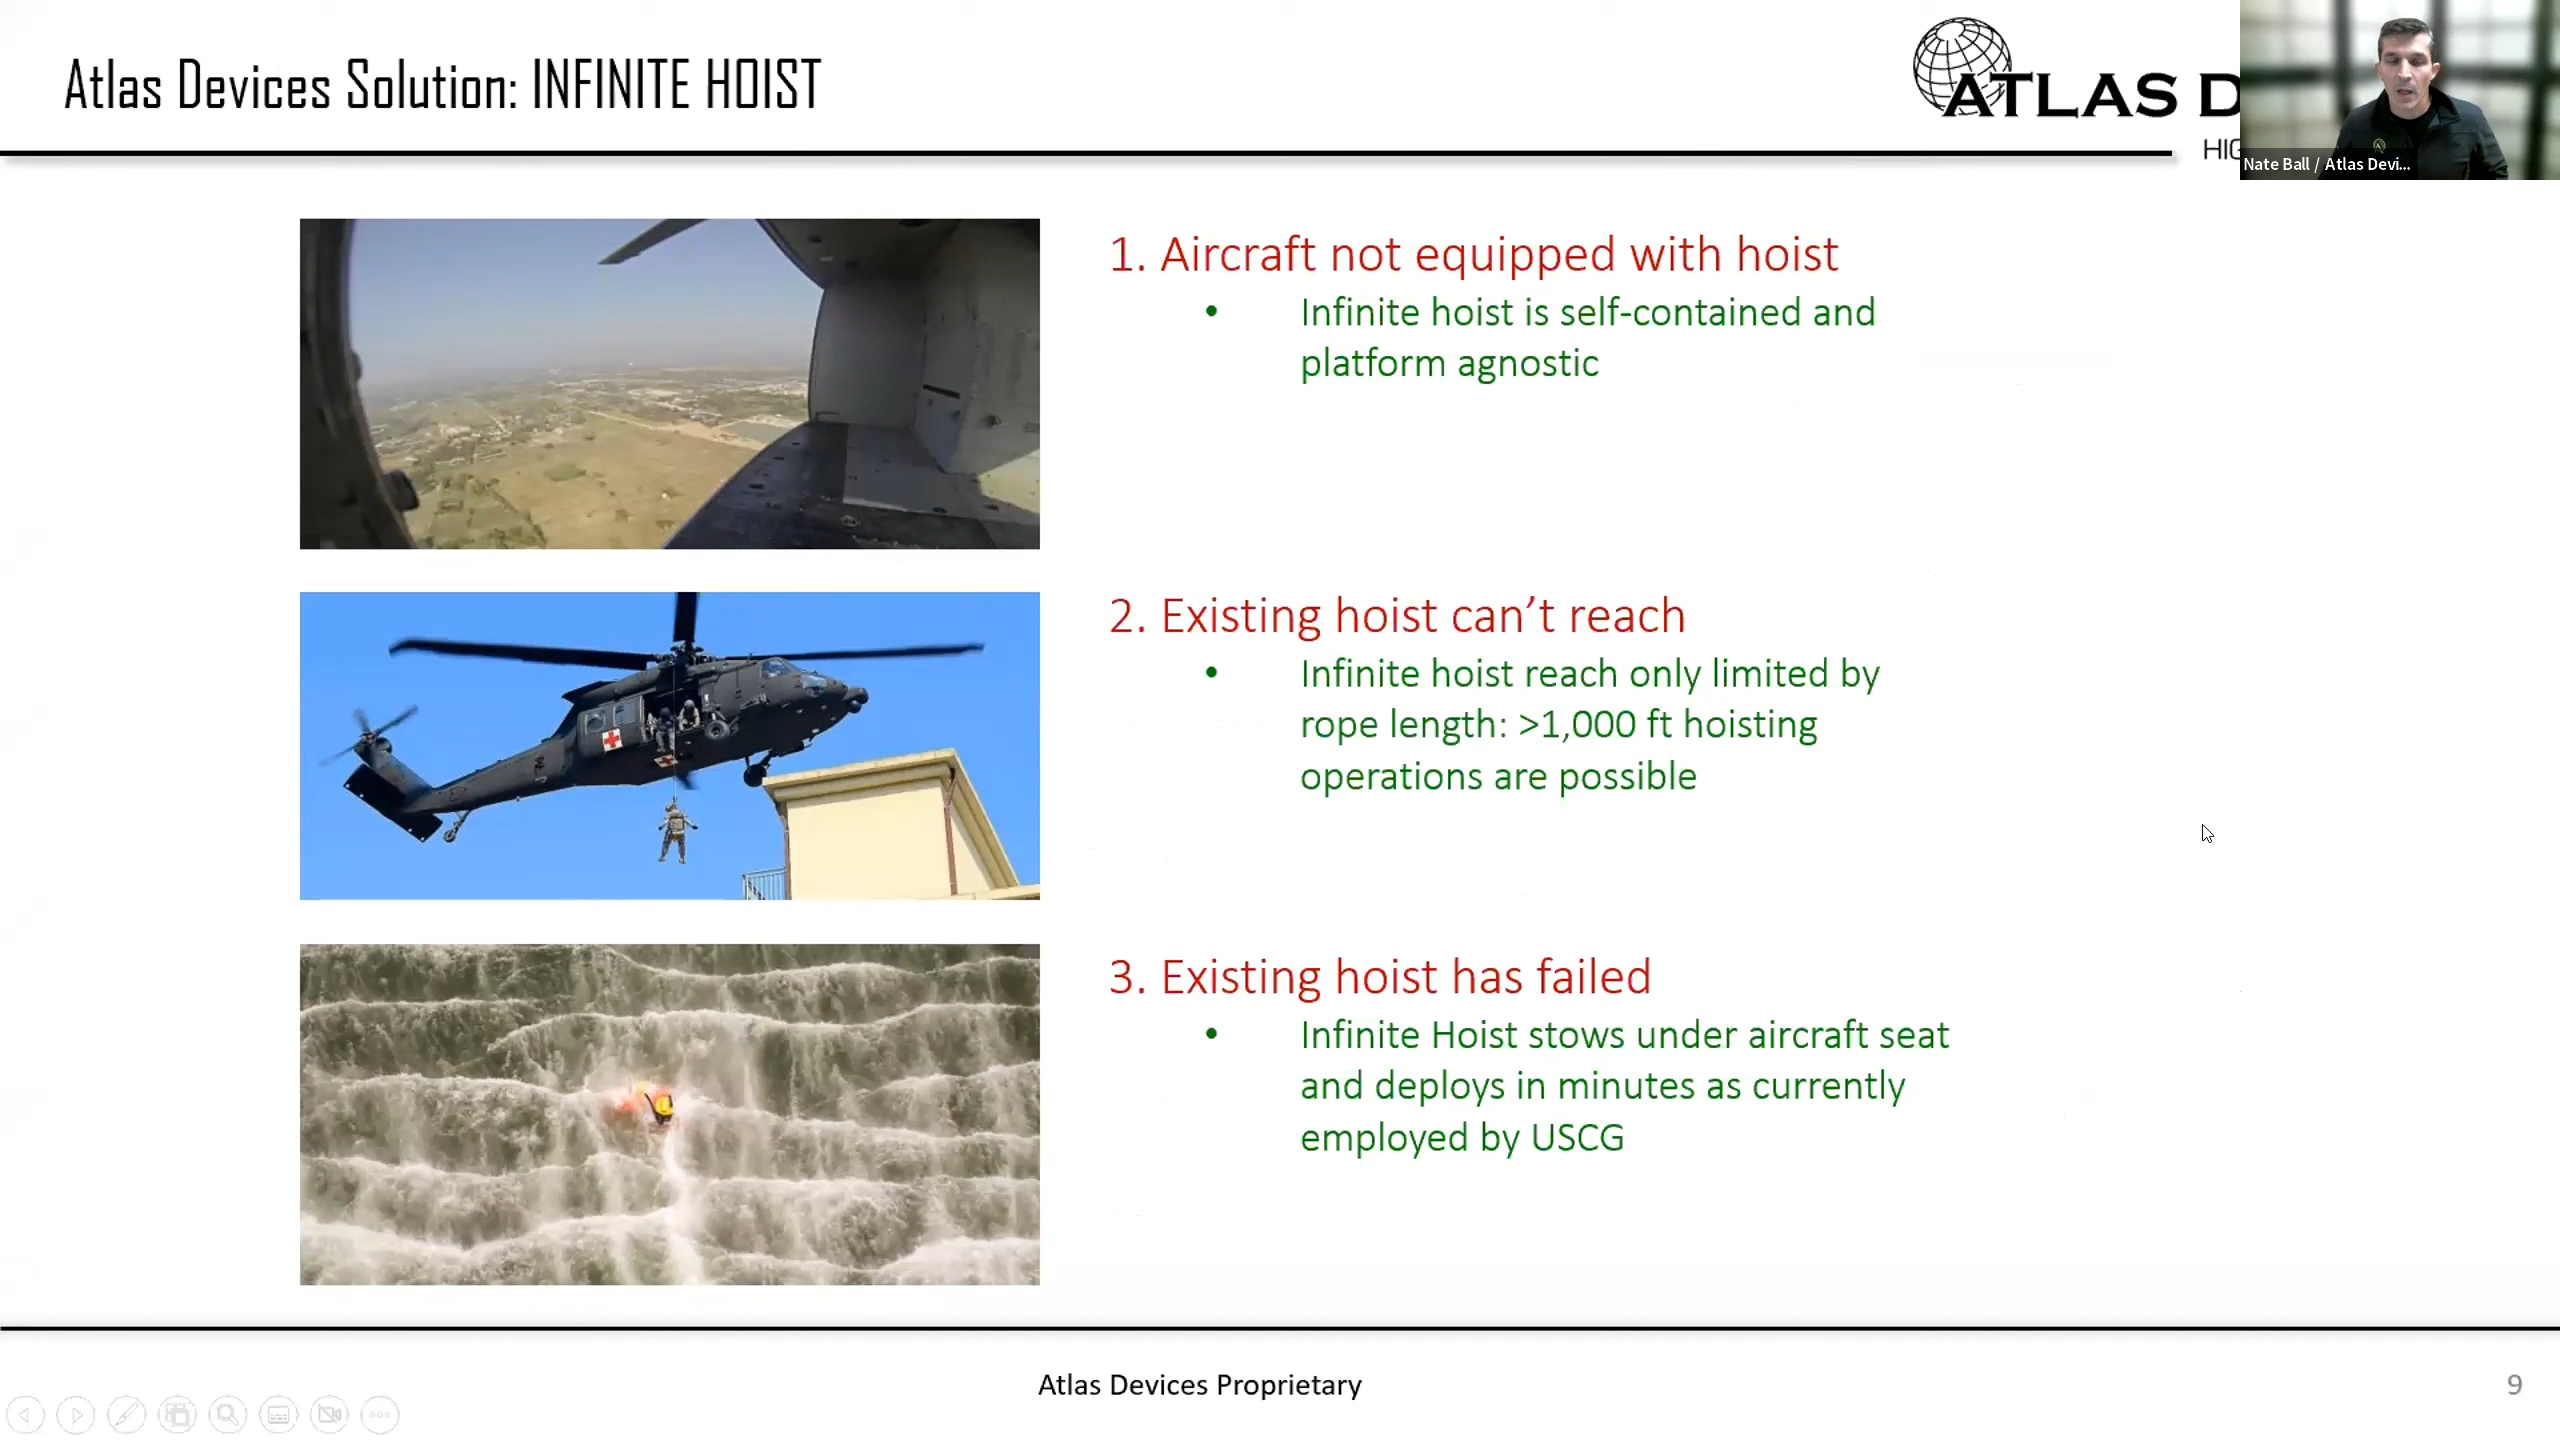 Atlas Devices Solution: INFINITE HOIST
ATLAS D
HIG
Nate Ball / Atlas Devi...
1. Aircraft not equipped with hoist
• Infinite hoist is self-contained and
platform agnostic
2. Existing hoist can’t reach
• Infinite hoist reach only limited by
rope length: >1,000 ft hoisting
operations are possible
3. Existing hoist has failed
• Infinite Hoist stows under aircraft seat
and deploys in minutes as currently
employed by USCG
Atlas Devices Proprietary
9